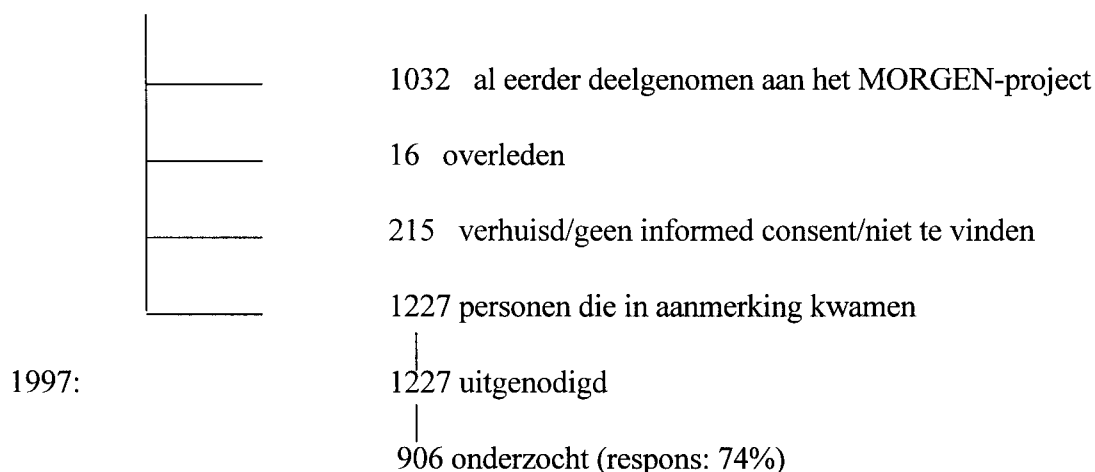 1032 al eerder deelgenomen aan het MORGEN-project
16 overleden
215 verhuisd/geen informed consent/niet te vinden
1227 personen die in aanmerking kwamen
1997: 1227 uitgenodigd
906 onderzocht (respons: 74%)